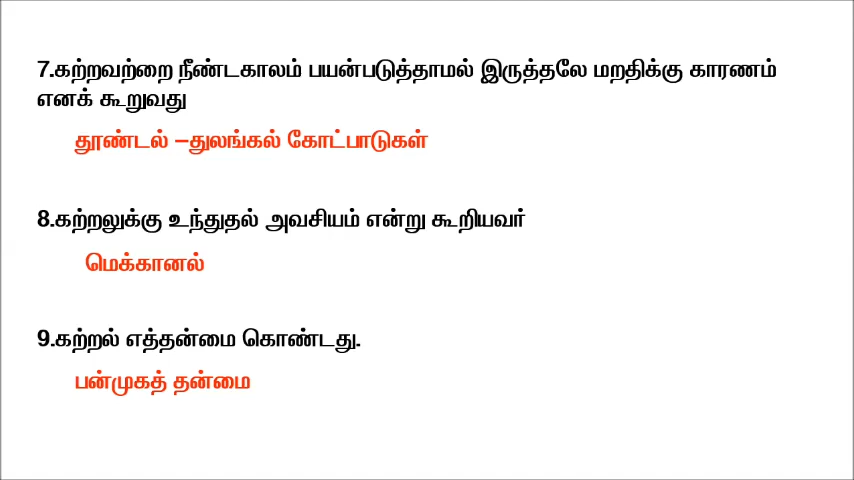 7.கற்றவற்றை நீண்டகாலம் பயன்படுத்தாமல் இருத்தலே மறதிக்கு காரணம்
எனக் கூறுவது
தூண்டல் –துலங்கல் கோட்பாடுகள்
8.கற்றலுக்கு உந்துதல் அவசியம் என்று கூறியவர்
மெக்கானல்
9.கற்றல் எத்தன்மை கொண்டது.
பன்முகத் தன்மை